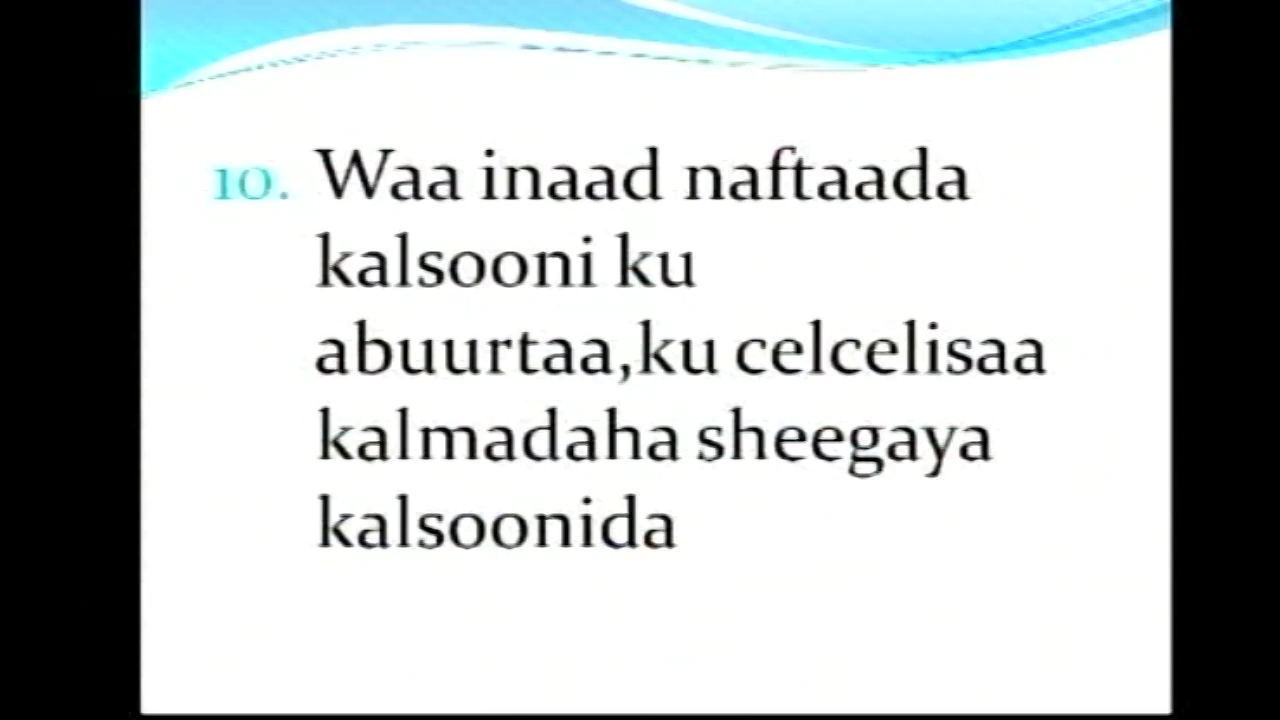 10. Waa inaad naftaada
kalsooni ku
abuurtaa,ku celcelisaa
kalmadaha sheegaya
kalsoonida